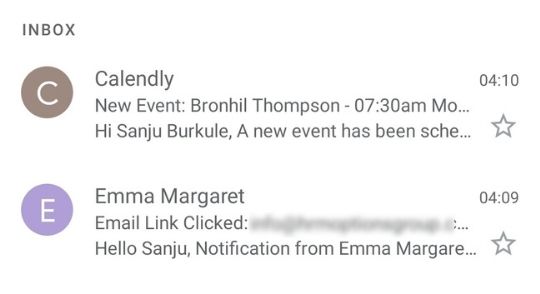 INBOX
C
Calendly
04:10
New Event: Bronhil Thompson - 07:30am Mo...
Hi Sanju Burkule, A new event has been sche...
E
Emma Margaret
04:09
Email Link Clicked:
Hello Sanju, Notification from Emma Margare...